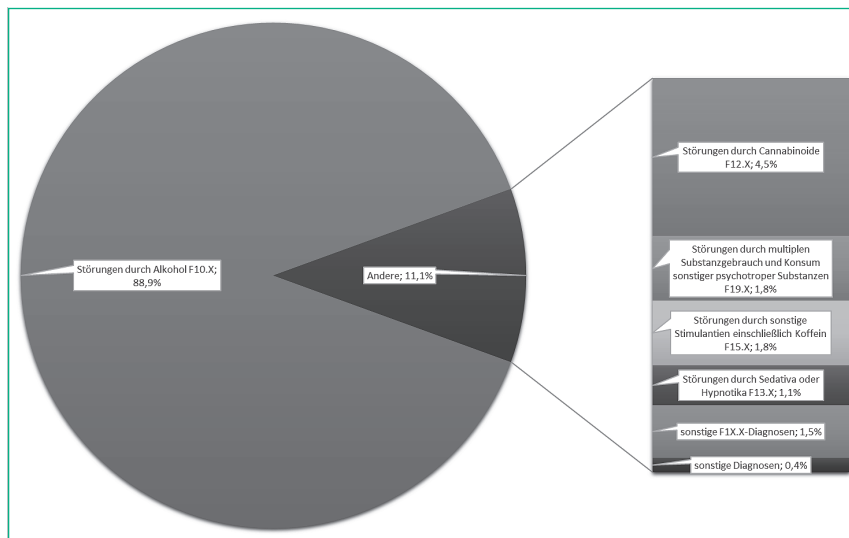 Störungen durch Alkohol F10.X;
88,9%
Andere; 11,1%
Störungen durch Cannabinoide
F12.X; 4,5%
Störungen durch multiplen
Substanzgebrauch und Konsum
sonstiger psychotroper Substanzen
F19.X; 1,8%
Störungen durch sonstige
Stimulantien einschließlich Koffein
F15.X; 1,8%
Störungen durch Sedativa oder
Hypnotika F13.X; 1,1%
sonstige F1X.X-Diagnosen; 1,5%
sonstige Diagnosen; 0,4%